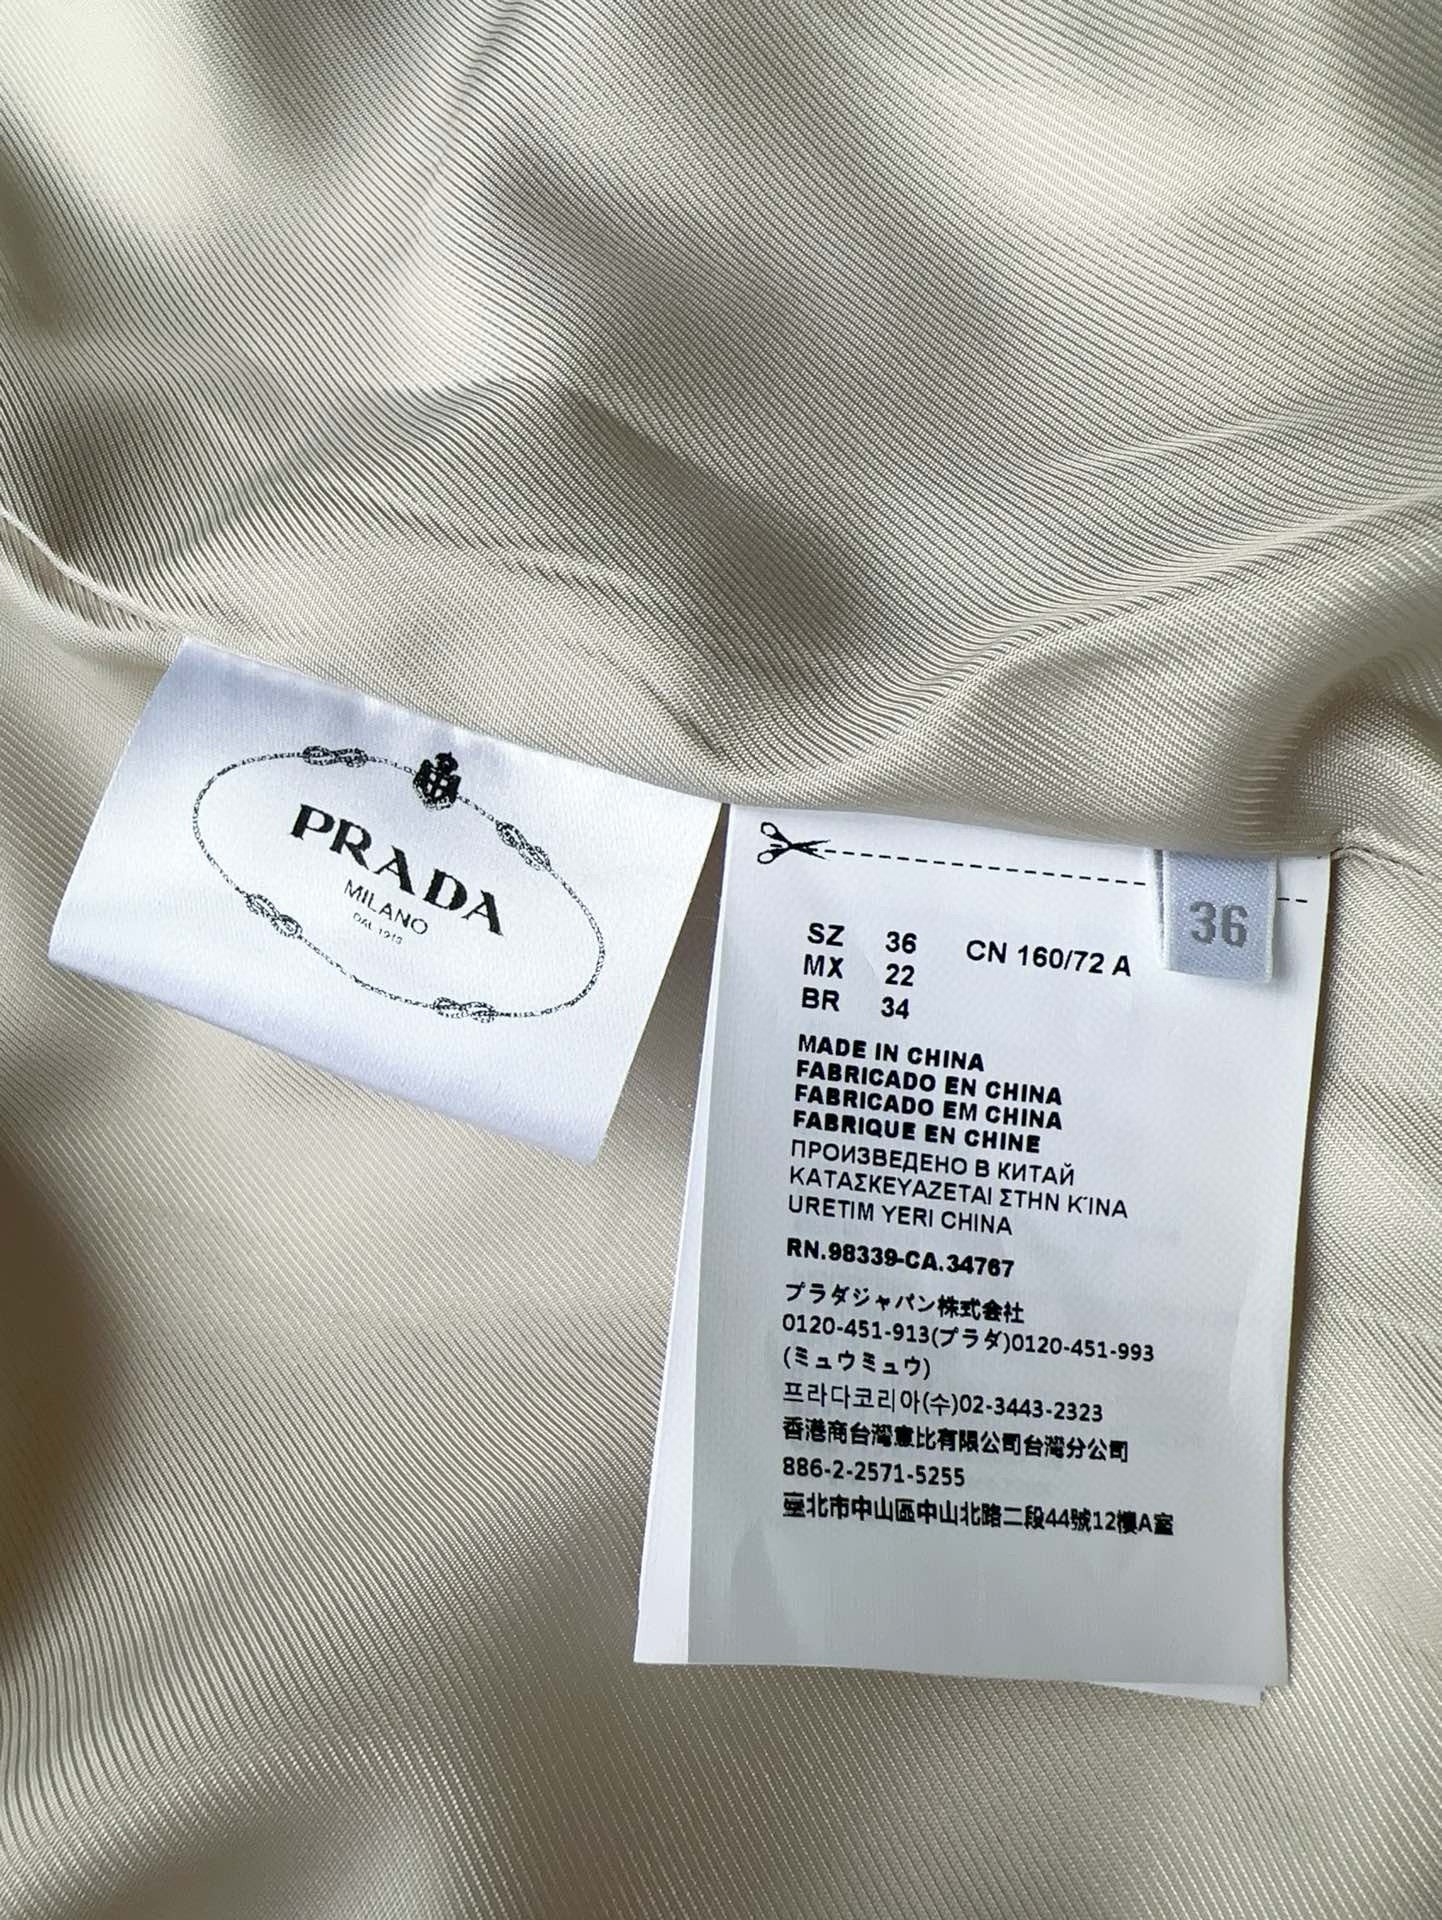 PRADA
MILANO
DAL 1913
36
SZ 36 CN 160/72 A
MX 22
BR 34
MADE IN CHINA
FABRICADO EN CHINA
FABRICADO EM CHINA
FABRIQUE EN CHINE
ПРОИЗВЕДЕНО В КИТАЙ
ΚΑΤΑΣΚΕΥΑΖΕΤΑΙ ΣΤΗΝ Κ'ΙΝΑ
URETIM YERI CHINA
RN.98339-CA.34767
プラダジャパン株式会社
0120-451-913(プラダ)0120-451-993
(ミュウミュウ)
프라다코리아(수)02-3443-2323
香港商台灣憲比有限公司台灣分公司
886-2-2571-5255
臺北市中山區中山北路二段44號12樓A室